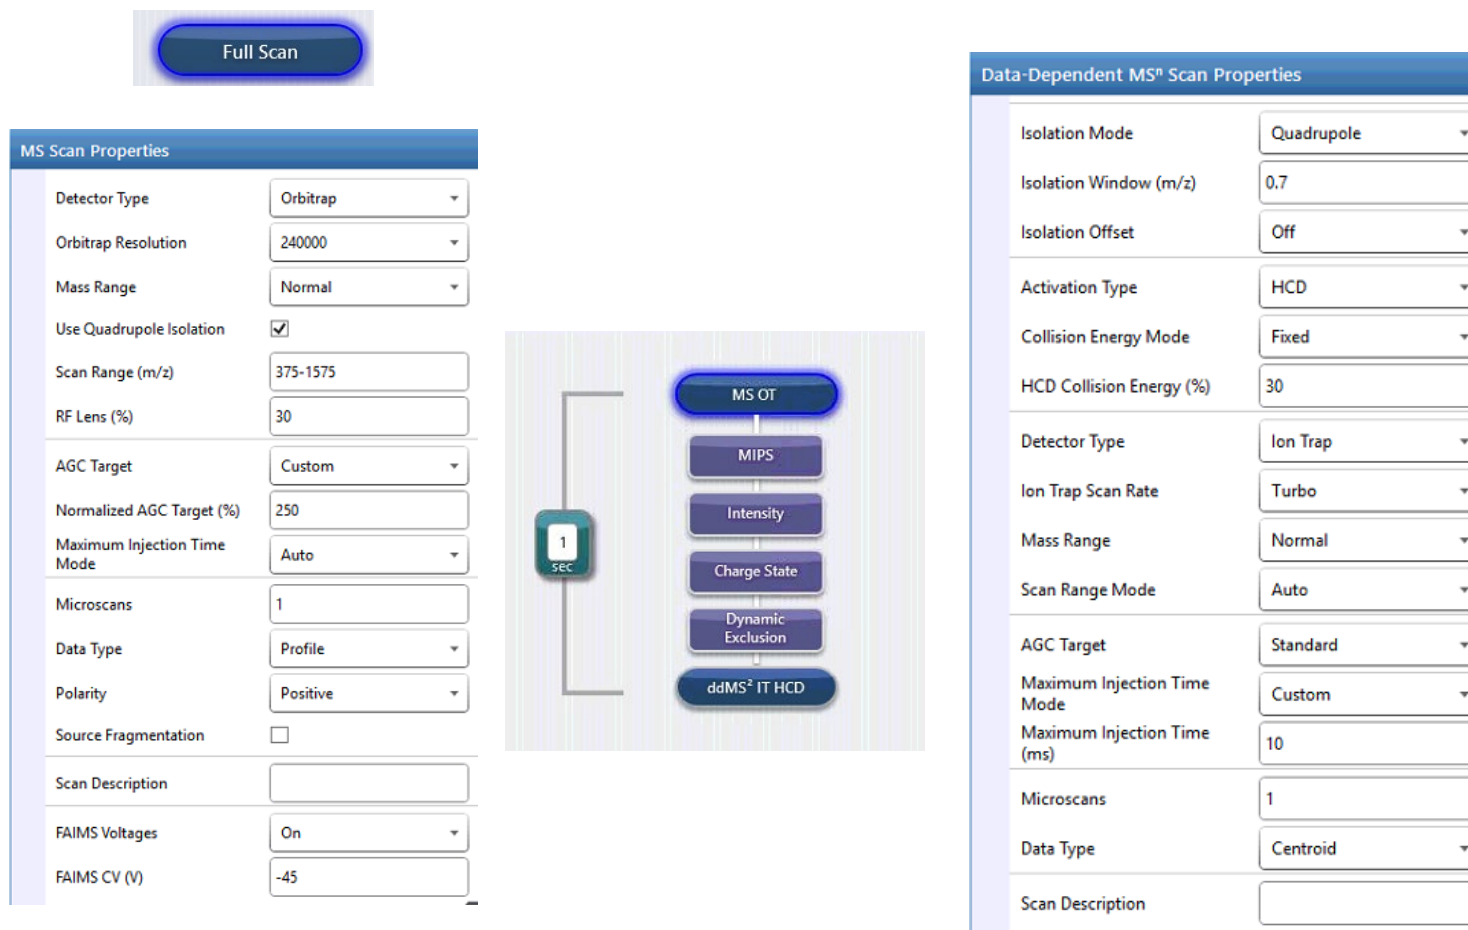 Full Scan
MS Scan Properties
Detector Type Orbitrap
Orbitrap Resolution 240000
Mass Range Normal
Use Quadrupole Isolation
Scan Range (m/z) 375-1575
RF Lens (%) 30
AGC Target Custom
Normalized AGC Target (%) 250
Maximum Injection Time
Mode Auto
Microscans 1
Data Type Profile
Polarity Positive
Source Fragmentation
Scan Description
FAIMS Voltages On
FAIMS CV (V) -45
MS OT
MIPS
Intensity
1
sec
Charge State
Dynamic
Exclusion
ddMS² IT HCD
Data-Dependent MSⁿ Scan Properties
Isolation Mode Quadrupole
Isolation Window (m/z) 0.7
Isolation Offset Off
Activation Type HCD
Collision Energy Mode Fixed
HCD Collision Energy (%) 30
Detector Type Ion Trap
Ion Trap Scan Rate Turbo
Mass Range Normal
Scan Range Mode Auto
AGC Target Standard
Maximum Injection Time
Mode Custom
Maximum Injection Time
(ms) 10
Microscans 1
Data Type Centroid
Scan Description